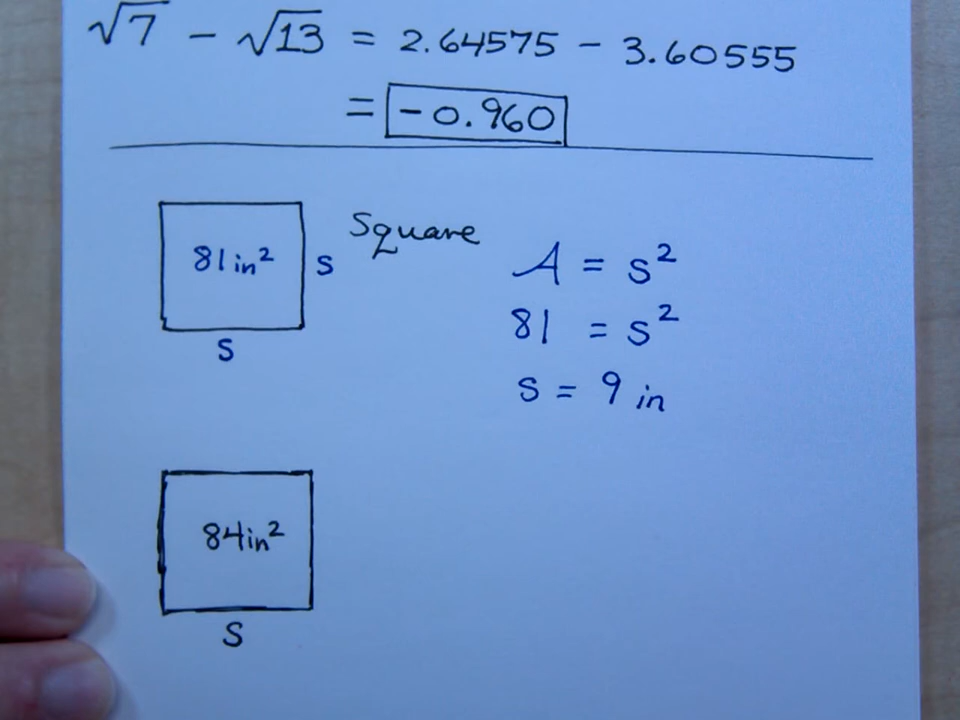 √7 - √13 = 2.64575 - 3.60555
= -0.960
Square
81 in² s
s
A = s²
81 = s²
s = 9 in
84 in²
s